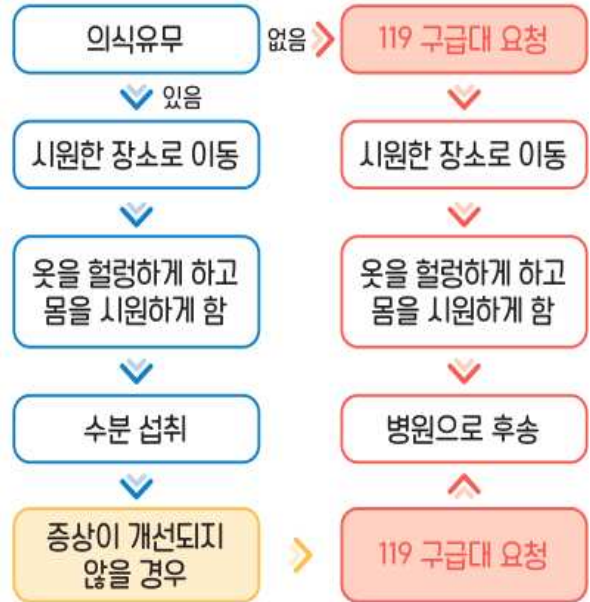 의식유무
없음
119 구급대 요청
있음
시원한 장소로 이동
시원한 장소로 이동
옷을 헐렁하게 하고
몸을 시원하게 함
옷을 헐렁하게 하고
몸을 시원하게 함
수분 섭취
병원으로 후송
증상이 개선되지
않을 경우
119 구급대 요청